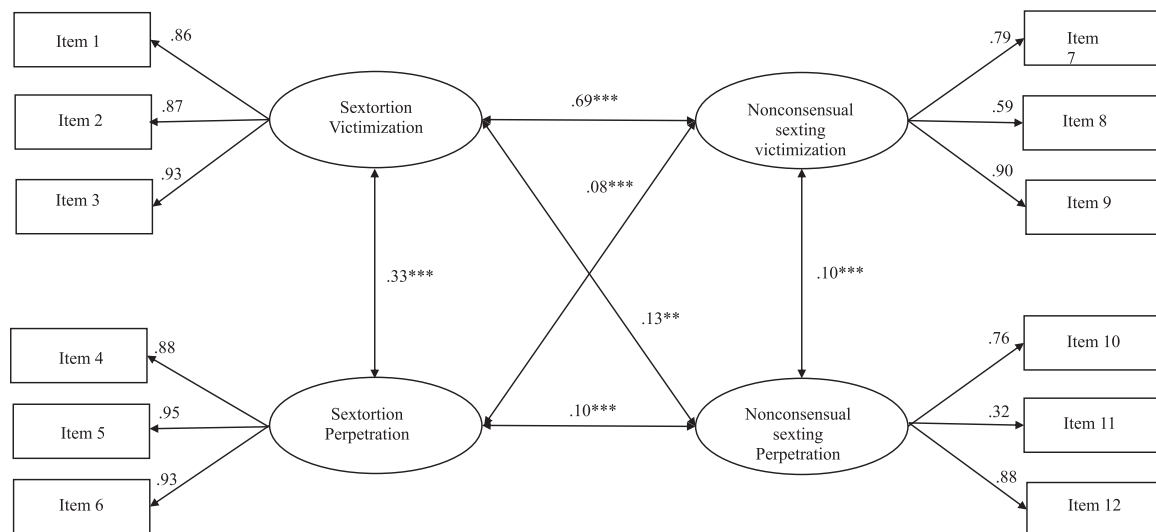 Item 1
.86
Item 2
.87
Item 3
.93
Sextortion
Victimization
.69***
Nonconsensual
sexting
victimization
.79
Item
7
.59
Item 8
.90
Item 9
.08***
.33***
.13**
.10***
Item 4
.88
Item 5
.95
Item 6
.93
Sextortion
Perpetration
.10***
Nonconsensual
sexting
Perpetration
.76
Item 10
.32
Item 11
.88
Item 12